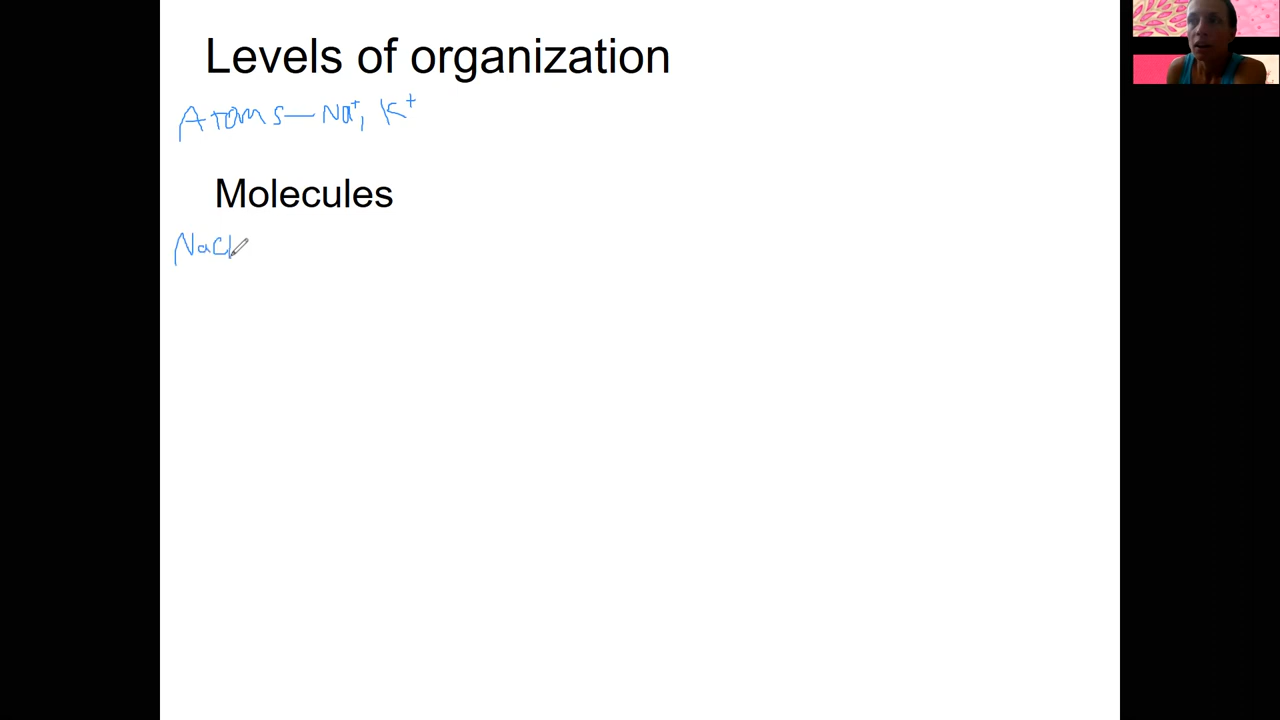 Levels of organization
Atoms— Na⁺, K⁺
Molecules
NaCl